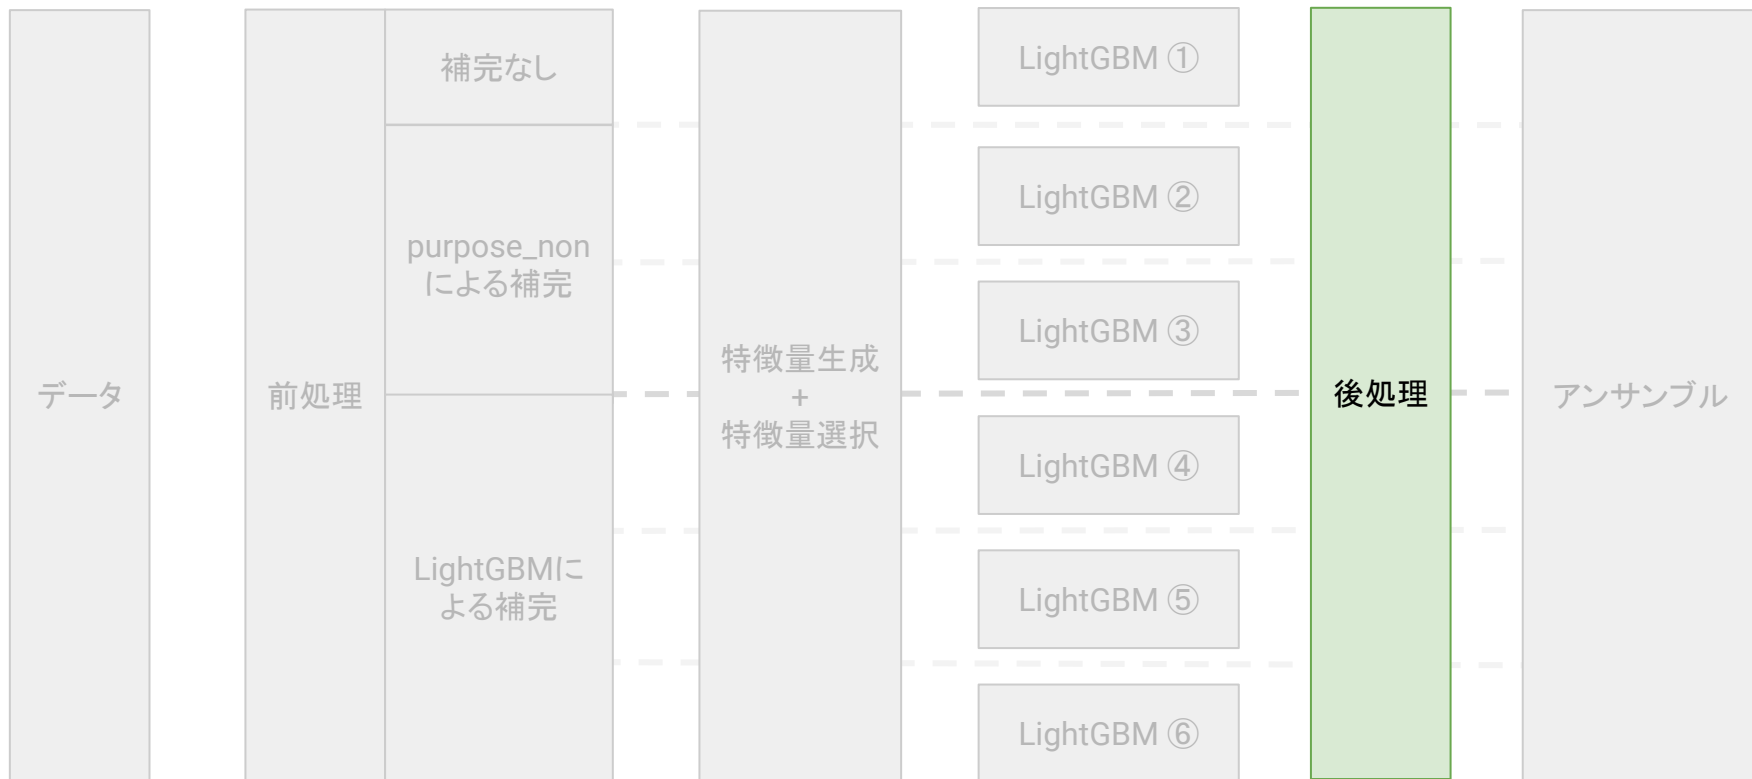 データ
前処理
補完なし
purpose_non
による補完
LightGBMに
よる補完
特徴量生成
+
特徴量選択
LightGBM ①
LightGBM ②
LightGBM ③
LightGBM ④
LightGBM ⑤
LightGBM ⑥
後処理
アンサンブル